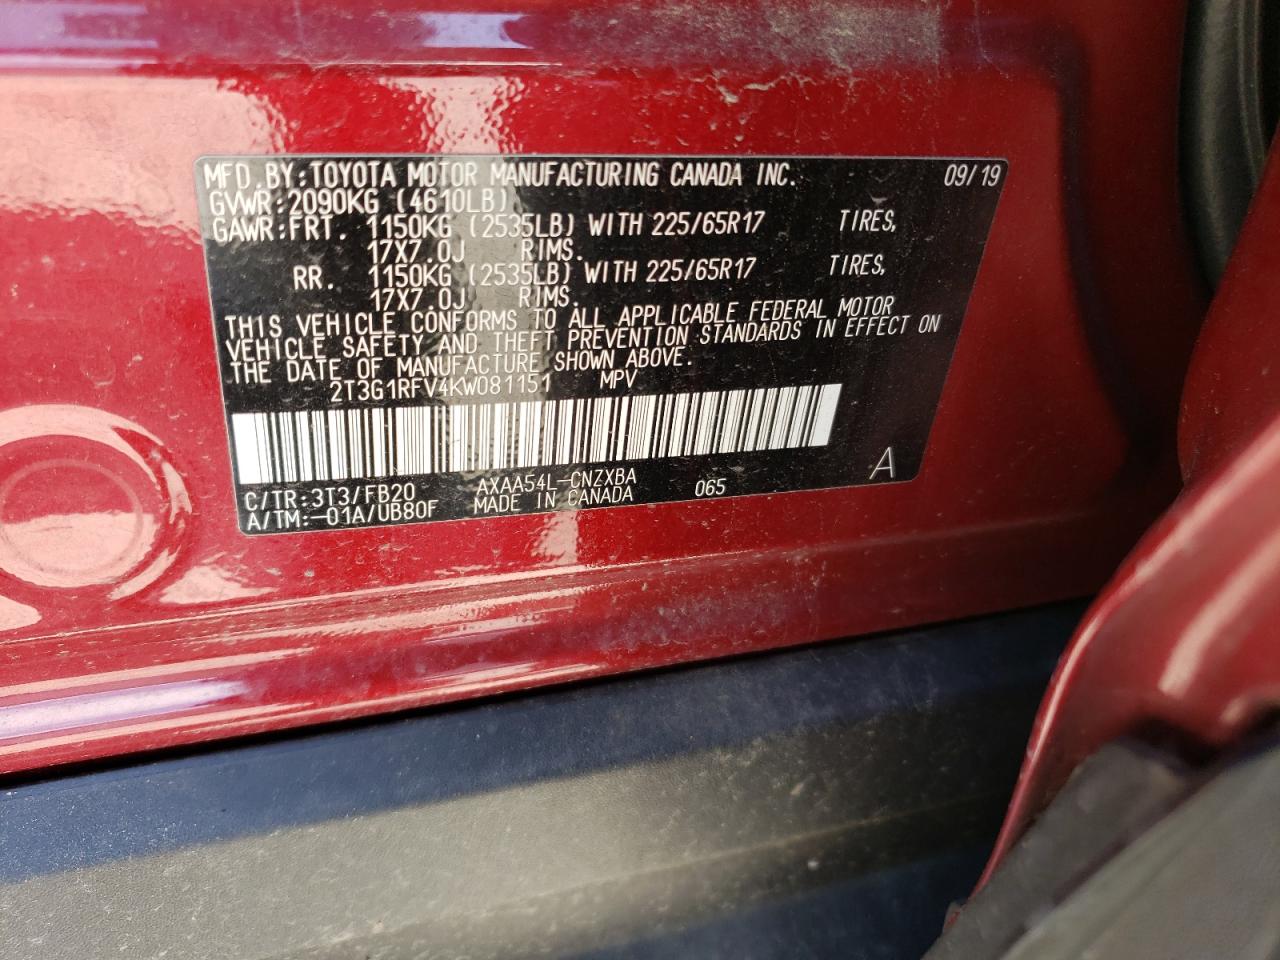 MFD. BY: TOYOTA MOTOR MANUFACTURING CANADA INC. 09/19
GVWR: 2090KG (4610LB)
GAWR: FRT. 1150KG (2535LB) WITH 225/65R17 TIRES,
17X7.0J RIMS.
RR. 1150KG (2535LB) WITH 225/65R17 TIRES,
17X7.0J RIMS.
THIS VEHICLE CONFORMS TO ALL APPLICABLE FEDERAL MOTOR
VEHICLE SAFETY AND THEFT PREVENTION STANDARDS IN EFFECT ON
THE DATE OF MANUFACTURE SHOWN ABOVE.
2T3G1RFV4KW081151 MPV
C/TR: 3T3/FB20 AXAA54L-CNZXBA 065 A
A/TM: -01A/UB80F MADE IN CANADA